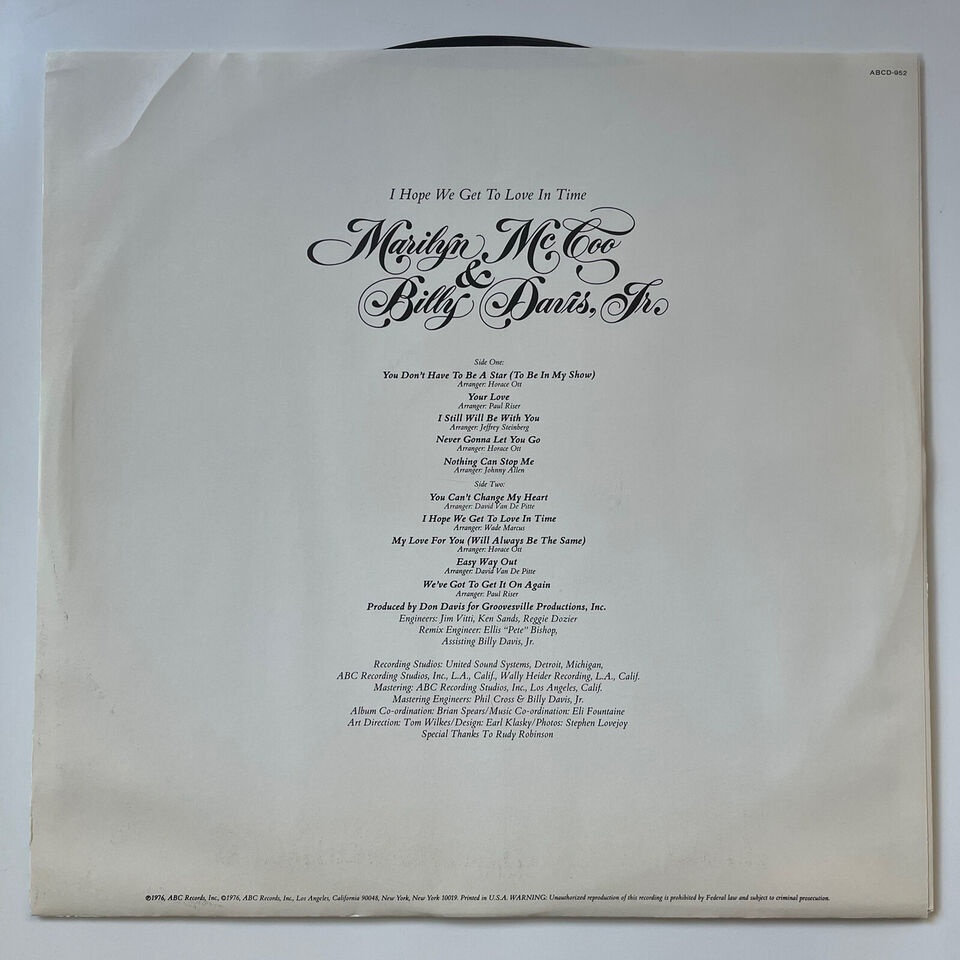 ABCD-952
I Hope We Get To Love In Time
Marilyn McCoo
&
Billy Davis, Jr.
Side One:
You Don't Have To Be A Star (To Be In My Show)
Arranger: Horace Ott
Your Love
Arranger: Paul Riser
I Still Will Be With You
Arranger: Jeffrey Steinberg
Never Gonna Let You Go
Arranger: Horace Ott
Nothing Can Stop Me
Arranger: Johnny Allen
Side Two:
You Can't Change My Heart
Arranger: David Van De Pitte
I Hope We Get To Love In Time
Arranger: Wade Marcus
My Love For You (Will Always Be The Same)
Arranger: Horace Ott
Easy Way Out
Arranger: David Van De Pitte
We've Got To Get It On Again
Arranger: Paul Riser
Produced by Don Davis for Groovesville Productions, Inc.
Engineers: Jim Vitti, Ken Sands, Reggie Dozier
Remix Engineer: Ellis "Pete" Bishop,
Assisting Billy Davis, Jr.
Recording Studios: United Sound Systems, Detroit, Michigan,
ABC Recording Studios, Inc., L.A., Calif., Wally Heider Recording, L.A., Calif.
Mastering: ABC Recording Studios, Inc., Los Angeles, Calif.
Mastering Engineers: Phil Cross & Billy Davis, Jr.
Album Co-ordination: Brian Spears/Music Co-ordination: Eli Fountaine
Art Direction: Tom Wilkes/Design: Earl Klasky/Photos: Stephen Lovejoy
Special Thanks To Rudy Robinson
℗1976, ABC Records, Inc., ©1976, ABC Records, Inc., Los Angeles, California 90048, New York, New York 10019. Printed in U.S.A. WARNING: Unauthorized reproduction of this recording is prohibited by Federal law and subject to criminal prosecution.